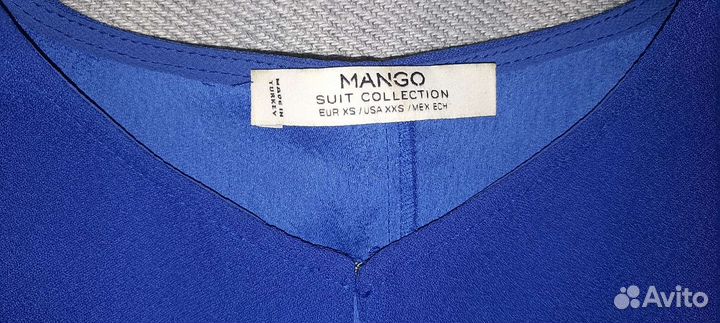 MANGO
SUIT COLLECTION
EUR XS / USA XXS / MEX ECH
MADE IN
TURKEY
Avito